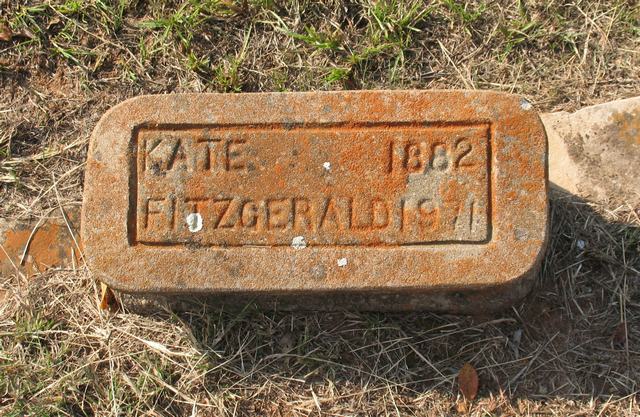 KATE 1882
FITZGERALD 1971